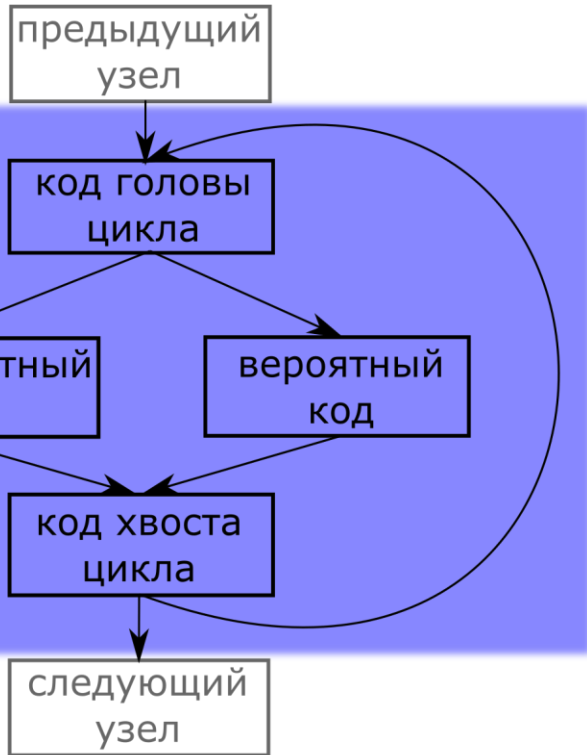 предыдущий
узел
код головы
цикла
тный
вероятный
код
код хвоста
цикла
следующий
узел